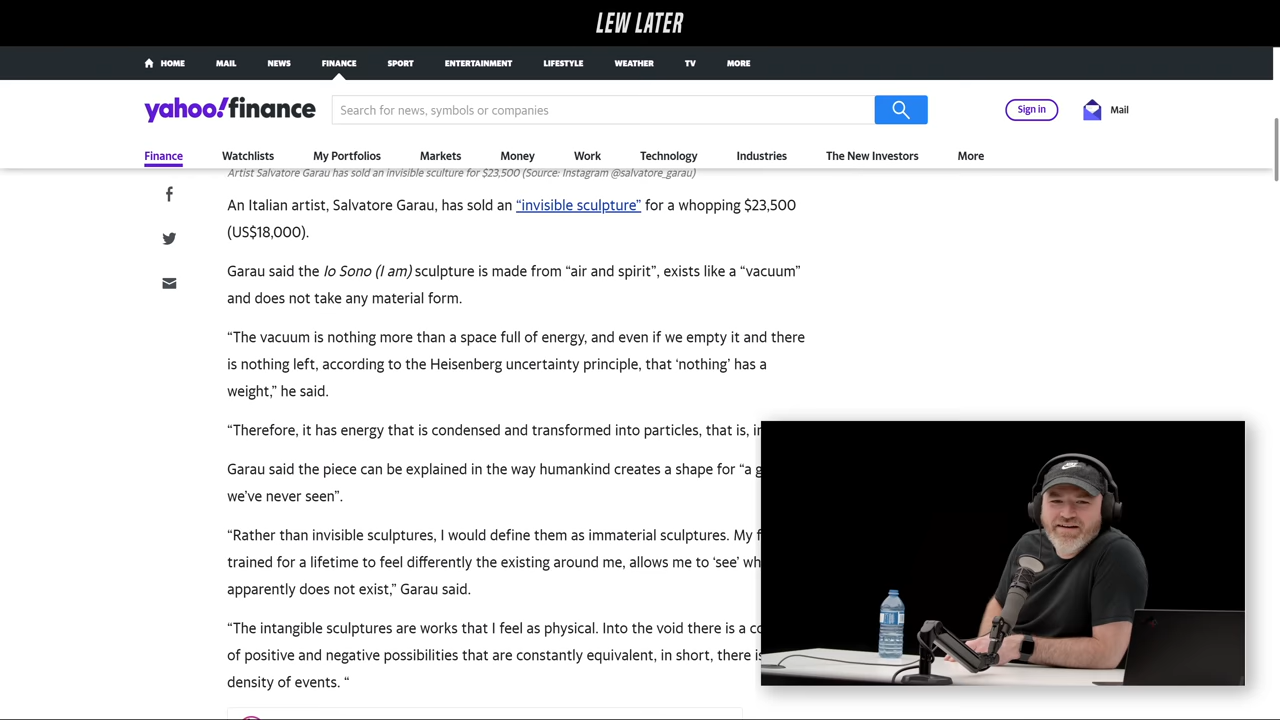 LEW LATER
HOME MAIL NEWS FINANCE SPORT ENTERTAINMENT LIFESTYLE WEATHER TV MORE
yahoo!finance Search for news, symbols or companies Sign in Mail
Finance Watchlists My Portfolios Markets Money Work Technology Industries The New Investors More
Artist Salvatore Garau has sold an invisible sculture for $23,500 (Source: Instagram @salvatore_garau)
An Italian artist, Salvatore Garau, has sold an “invisible sculpture” for a whopping $23,500
(US$18,000).
Garau said the Io Sono (I am) sculpture is made from “air and spirit”, exists like a “vacuum”
and does not take any material form.
“The vacuum is nothing more than a space full of energy, and even if we empty it and there
is nothing left, according to the Heisenberg uncertainty principle, that ‘nothing’ has a
weight,” he said.
“Therefore, it has energy that is condensed and transformed into particles, that is,
Garau said the piece can be explained in the way humankind creates a shape for “a
we’ve never seen”.
“Rather than invisible sculptures, I would define them as immaterial sculptures. My
trained for a lifetime to feel differently the existing around me, allows me to ‘see’
apparently does not exist,” Garau said.
“The intangible sculptures are works that I feel as physical. Into the void there is a
of positive and negative possibilities that are constantly equivalent, in short, there
density of events. “